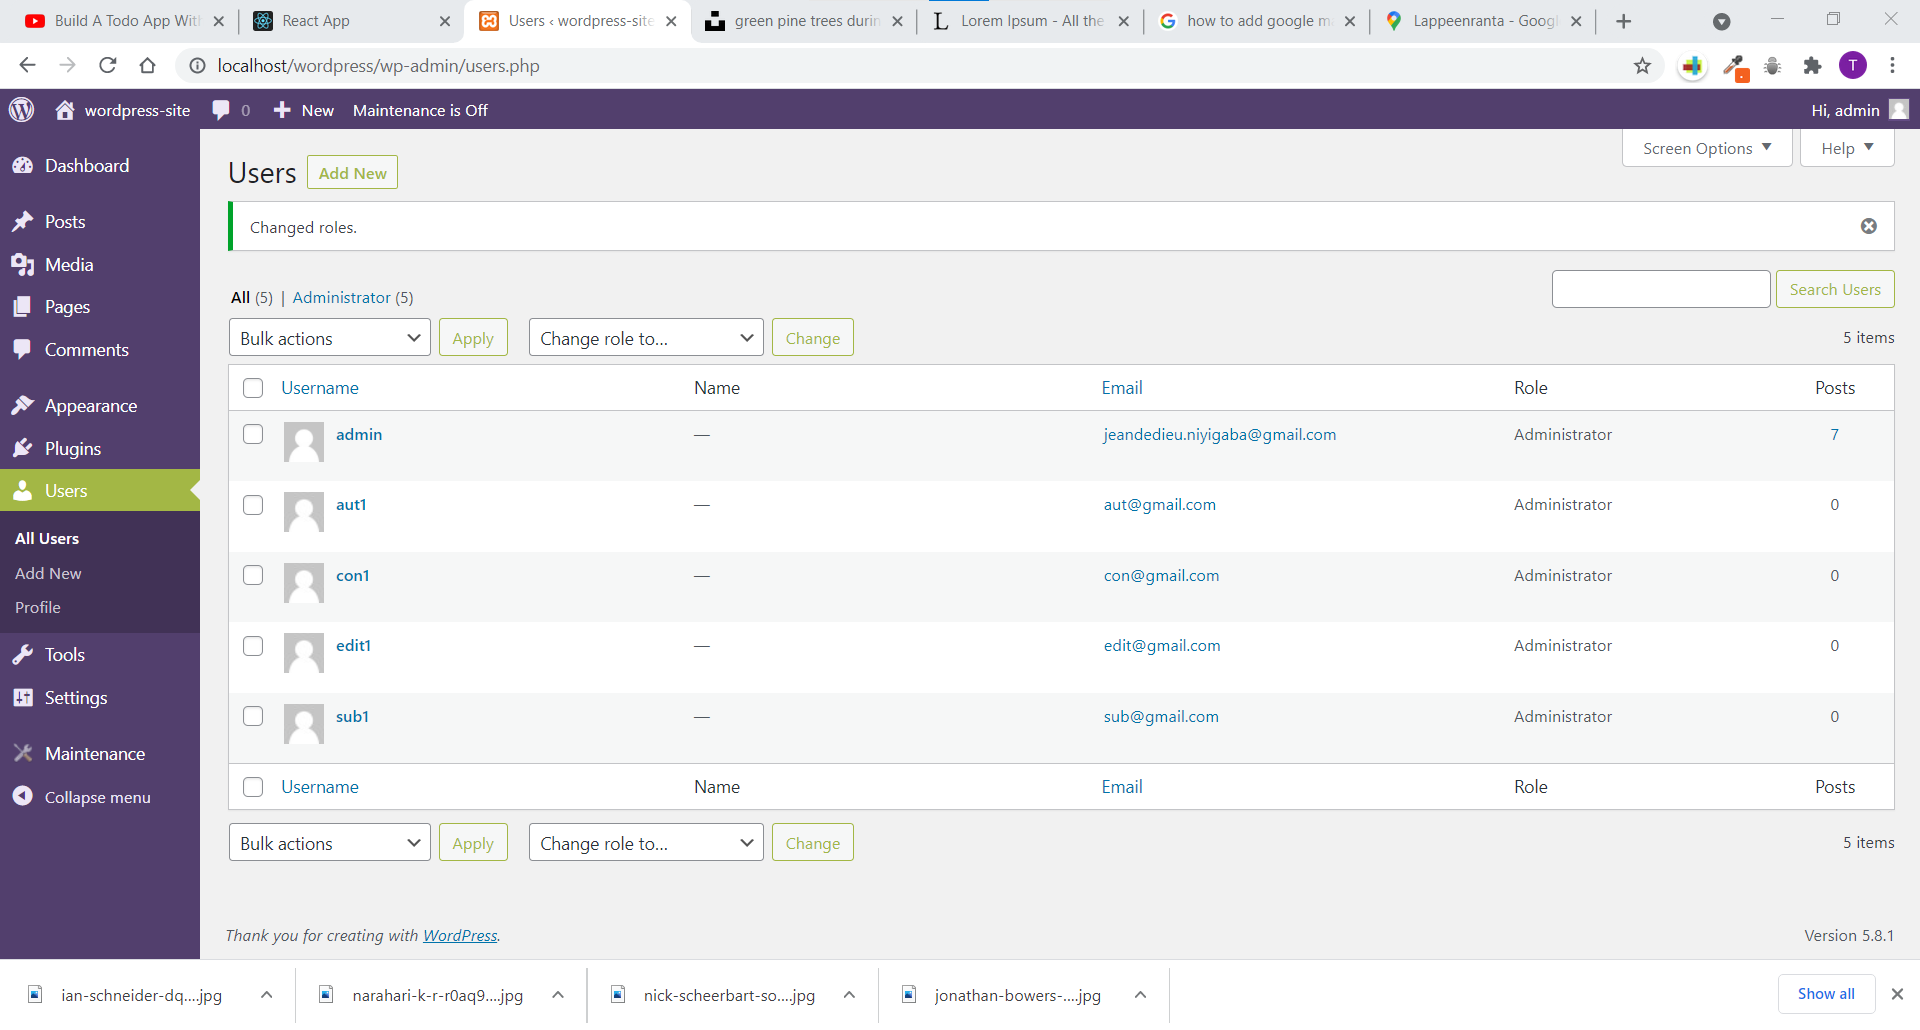 Build A Todo App With
React App
Users ‹ wordpress-site
green pine trees durin
Lorem Ipsum - All the
how to add google m
Lappeenranta - Googl
localhost/wordpress/wp-admin/users.php
T
wordpress-site
0
New
Maintenance is Off
Hi, admin
Dashboard
Posts
Media
Pages
Comments
Appearance
Plugins
Users
All Users
Add New
Profile
Tools
Settings
Maintenance
Collapse menu
Screen Options
Help
Users
Add New
Changed roles.
All (5) | Administrator (5)
Search Users
Bulk actions
Apply
Change role to...
Change
5 items
Username Name Email Role Posts
admin — jeandedieu.niyigaba@gmail.com Administrator 7
aut1 — aut@gmail.com Administrator 0
con1 — con@gmail.com Administrator 0
edit1 — edit@gmail.com Administrator 0
sub1 — sub@gmail.com Administrator 0
Username Name Email Role Posts
Bulk actions
Apply
Change role to...
Change
5 items
Thank you for creating with WordPress.
Version 5.8.1
ian-schneider-dq....jpg
narahari-k-r-r0aq9....jpg
nick-scheerbart-so....jpg
jonathan-bowers-....jpg
Show all